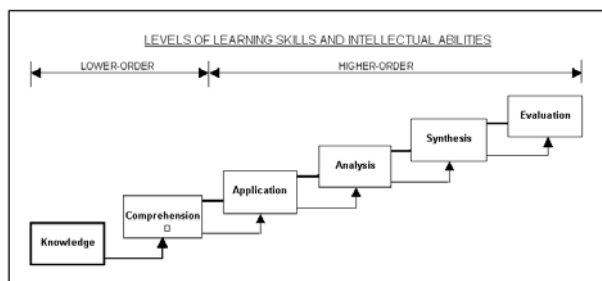 LEVELS OF LEARNING SKILLS AND INTELLECTUAL ABILITIES
LOWER-ORDER
HIGHER-ORDER
Evaluation
Synthesis
Analysis
Application
Comprehension
Knowledge